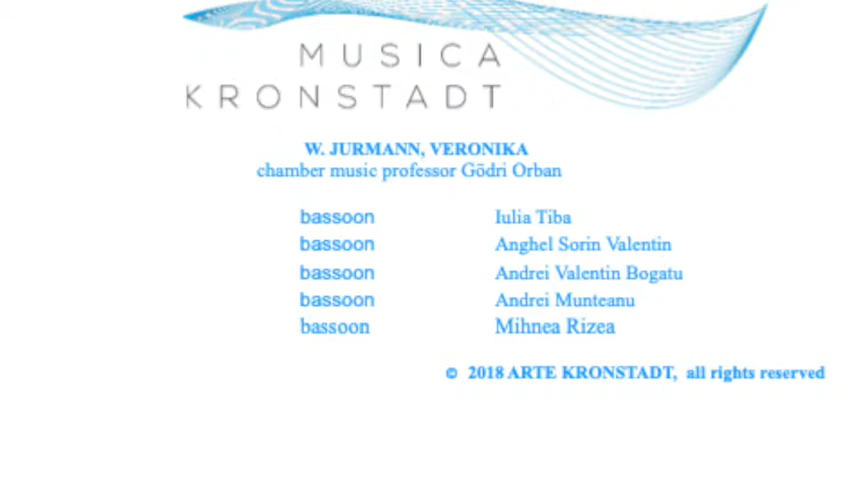 MUSICA
KRONSTADT
W. JURMANN, VERONIKA
chamber music professor Gödri Orban
bassoon Iulia Tiba
bassoon Anghel Sorin Valentin
bassoon Andrei Valentin Bogatu
bassoon Andrei Munteanu
bassoon Mihnea Rizea
© 2018 ARTE KRONSTADT, all rights reserved